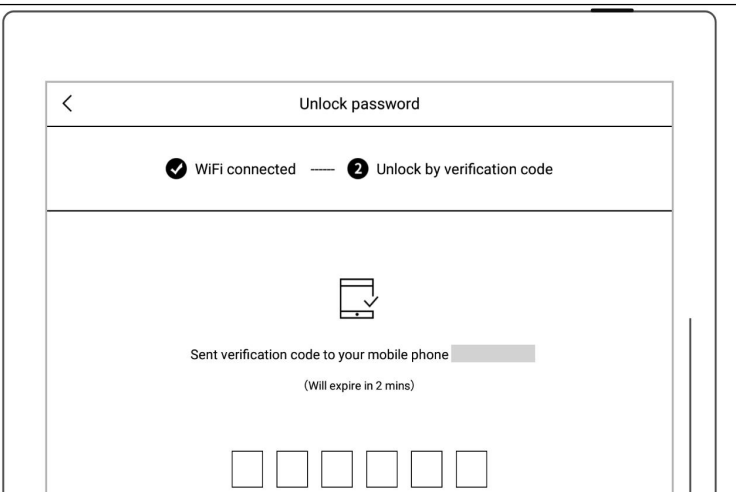 Unlock password
WiFi connected ------ 2 Unlock by verification code
Sent verification code to your mobile phone
(Will expire in 2 mins)